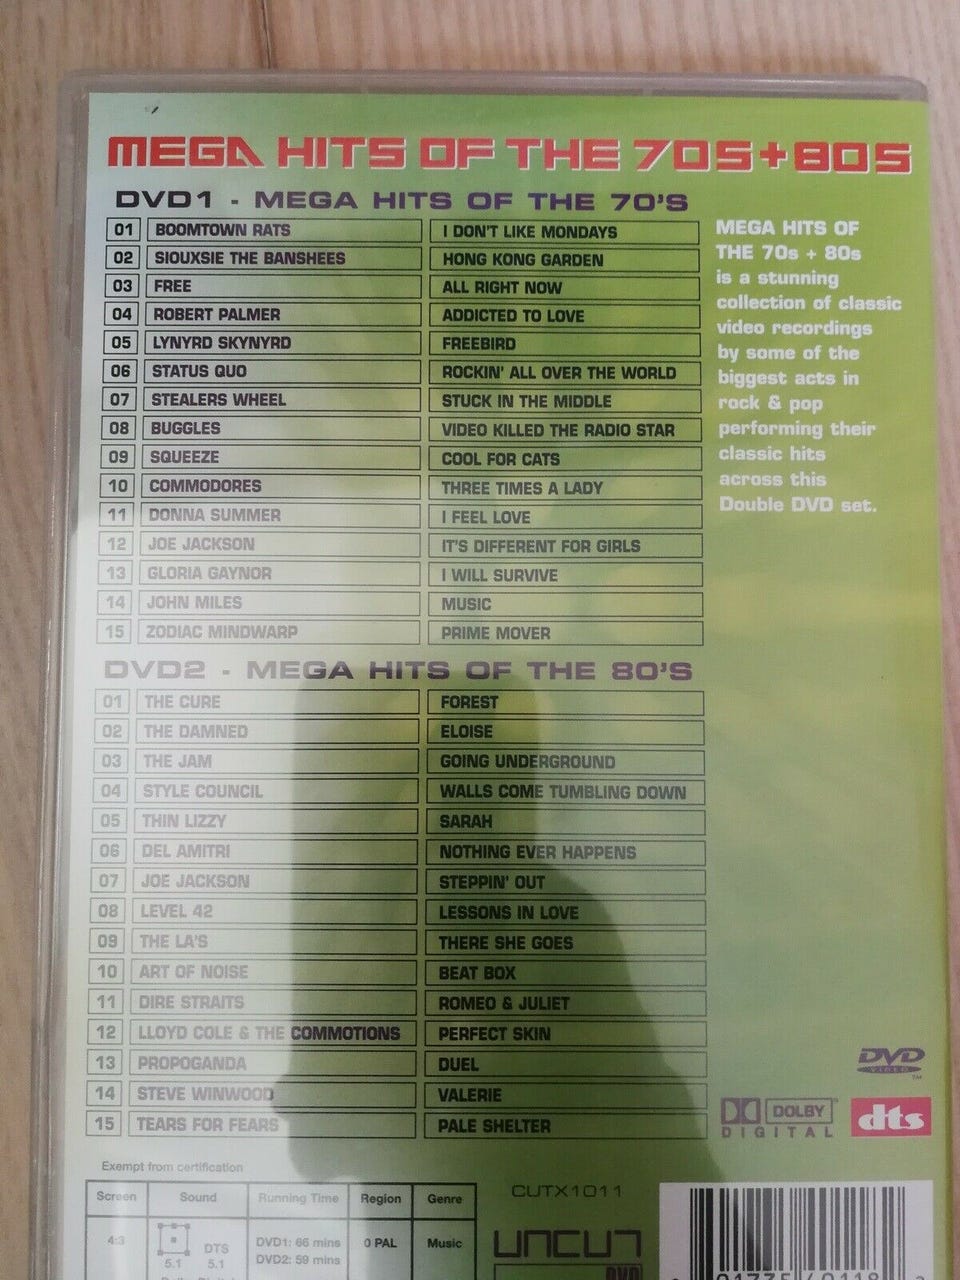 MEGA HITS OF THE 70S+80S
DVD1 - MEGA HITS OF THE 70'S
01 BOOMTOWN RATS I DON'T LIKE MONDAYS
02 SIOUXSIE THE BANSHEES HONG KONG GARDEN
03 FREE ALL RIGHT NOW
04 ROBERT PALMER ADDICTED TO LOVE
05 LYNYRD SKYNYRD FREEBIRD
06 STATUS QUO ROCKIN' ALL OVER THE WORLD
07 STEALERS WHEEL STUCK IN THE MIDDLE
08 BUGGLES VIDEO KILLED THE RADIO STAR
09 SQUEEZE COOL FOR CATS
10 COMMODORES THREE TIMES A LADY
11 DONNA SUMMER I FEEL LOVE
12 JOE JACKSON IT'S DIFFERENT FOR GIRLS
13 GLORIA GAYNOR I WILL SURVIVE
14 JOHN MILES MUSIC
15 ZODIAC MINDWARP PRIME MOVER
MEGA HITS OF
THE 70s + 80s
is a stunning
collection of classic
video recordings
by some of the
biggest acts in
rock & pop
performing their
classic hits
across this
Double DVD set.
DVD2 - MEGA HITS OF THE 80'S
01 THE CURE FOREST
02 THE DAMNED ELOISE
03 THE JAM GOING UNDERGROUND
04 STYLE COUNCIL WALLS COME TUMBLING DOWN
05 THIN LIZZY SARAH
06 DEL AMITRI NOTHING EVER HAPPENS
07 JOE JACKSON STEPPIN' OUT
08 LEVEL 42 LESSONS IN LOVE
09 THE LA'S THERE SHE GOES
10 ART OF NOISE BEAT BOX
11 DIRE STRAITS ROMEO & JULIET
12 LLOYD COLE & THE COMMOTIONS PERFECT SKIN
13 PROPOGANDA DUEL
14 STEVE WINWOOD VALERIE
15 TEARS FOR FEARS PALE SHELTER
DVD
VIDEO
TM
DOLBY
DIGITAL
dts
Exempt from certification
Screen Sound Running Time Region Genre
4:3 5.1 DTS 5.1 DVD1: 66 mins DVD2: 59 mins 0 PAL Music
CUTX1011
UNCUT
DVD